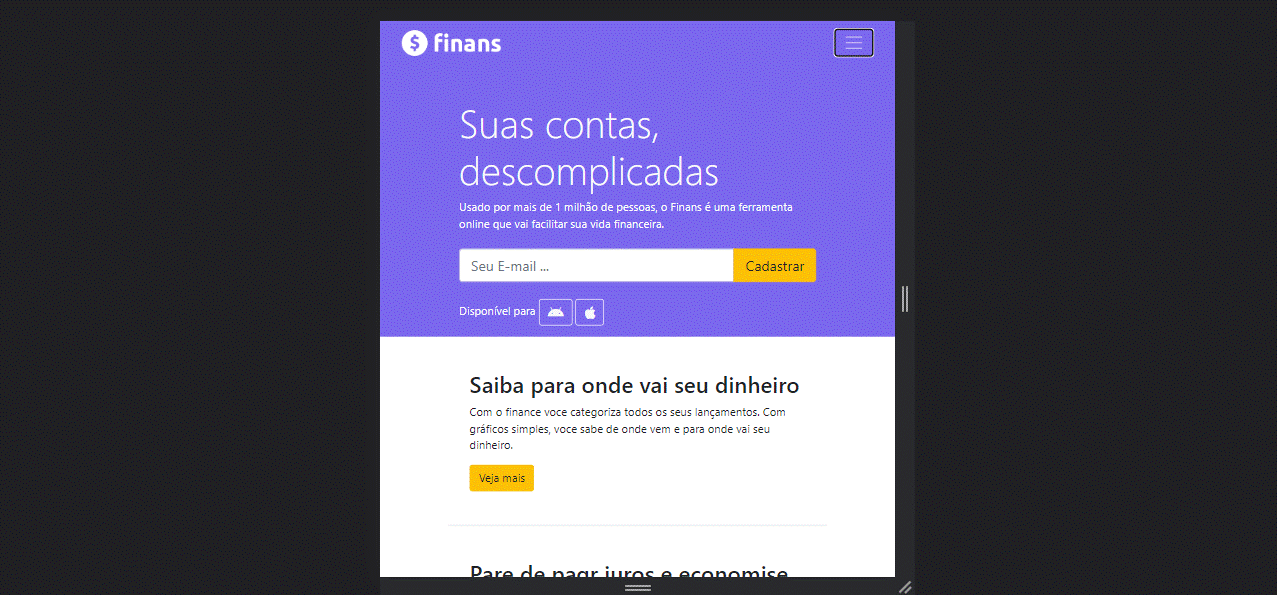 finans
Suas contas,
descomplicadas
Usado por mais de 1 milhão de pessoas, o Finans é uma ferramenta
online que vai facilitar sua vida financeira.
Seu E-mail ...
Cadastrar
Disponível para
Saiba para onde vai seu dinheiro
Com o finance voce categoriza todos os seus lançamentos. Com
gráficos simples, voce sabe de onde vem e para onde vai seu
dinheiro.
Veja mais
Pare de pagr juros e economise